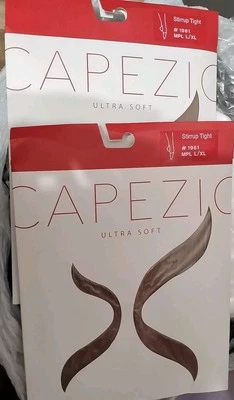 Stirrup Tight
# 1961
MPL L/XL
CAPEZIO
ULTRA SOFT
Stirrup Tight
# 1961
MPL L/XL
CAPEZIO
ULTRA SOFT